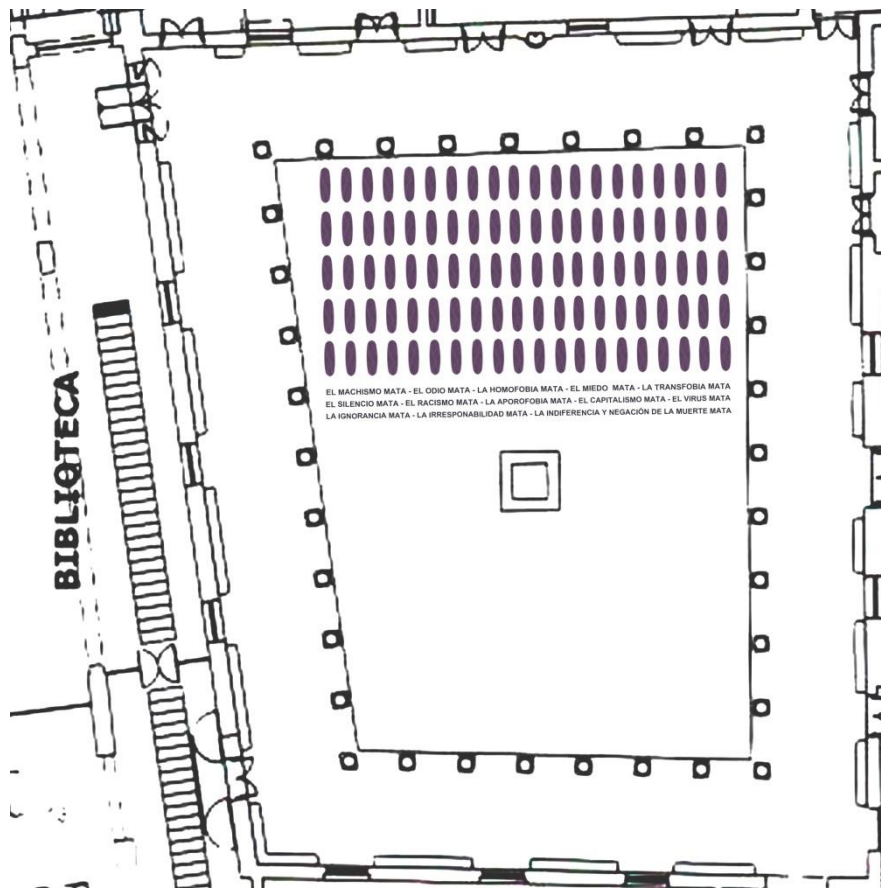 EL MACHISMO MATA - EL ODIO MATA - LA HOMOFOBIA MATA - EL MIEDO MATA - LA TRANSFOBIA MATA
EL SILENCIO MATA - EL RACISMO MATA - LA APOROFOBIA MATA - EL CAPITALISMO MATA - EL VIRUS MATA
LA IGNORANCIA MATA - LA IRRESPONABILIDAD MATA - LA INDIFERENCIA Y NEGACIÓN DE LA MUERTE MATA
BIBLIOTECA